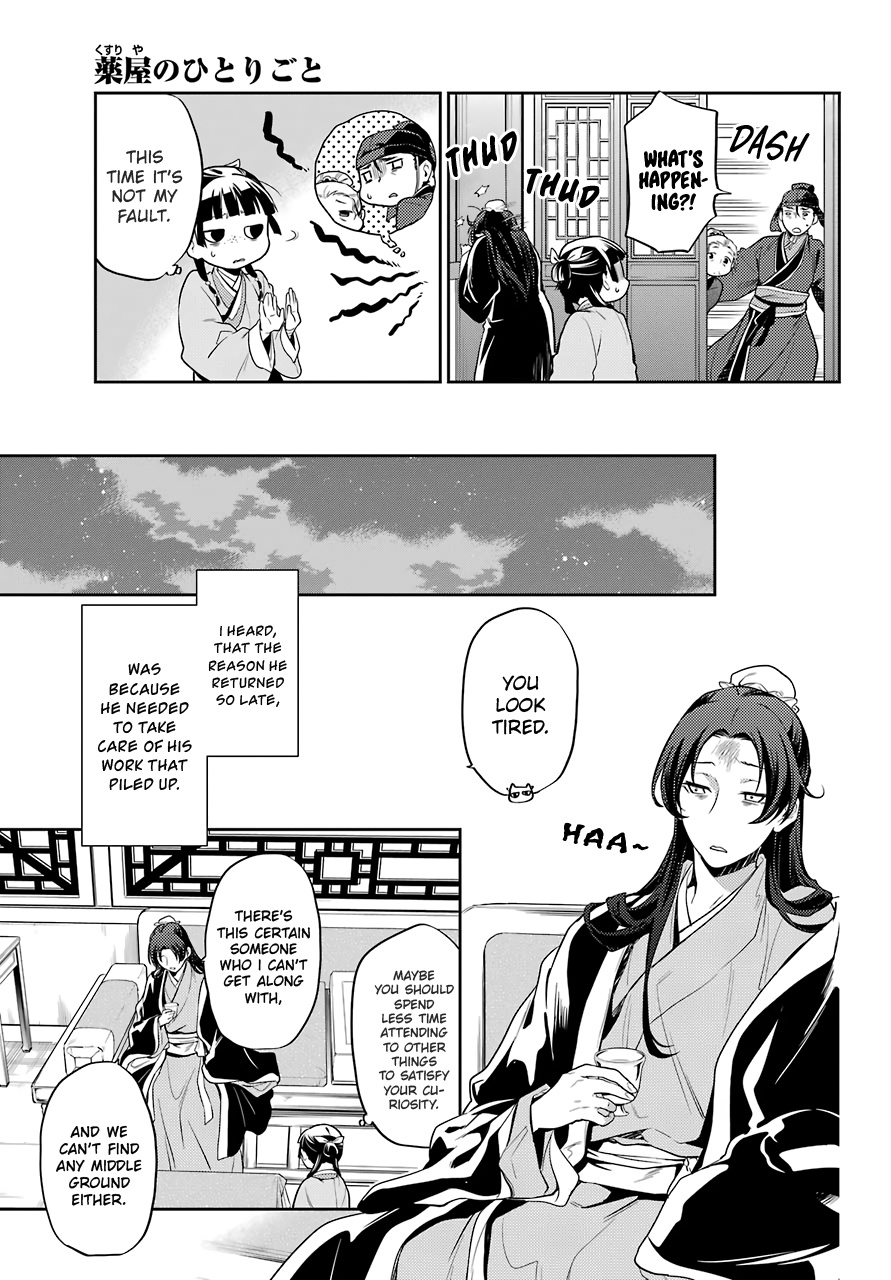 くすり や
薬屋のひとりごと
DASH
WHAT'S
HAPPEN-
ING?!
THUD
THUD
THIS
TIME IT'S
NOT MY
FAULT.
I HEARD,
THAT THE
REASON HE
RETURNED
SO LATE,
WAS
BECAUSE
HE NEEDED
TO TAKE
CARE OF HIS
WORK THAT
PILED UP.
YOU
LOOK
TIRED.
HAA~
MAYBE
YOU SHOULD
SPEND
LESS TIME
ATTENDING
TO OTHER
THINGS
TO SATISFY
YOUR CU-
RIOSITY.
THERE'S
THIS CERTAIN
SOMEONE
WHO I CAN'T
GET ALONG
WITH,
AND WE
CAN'T FIND
ANY MIDDLE
GROUND
EITHER.